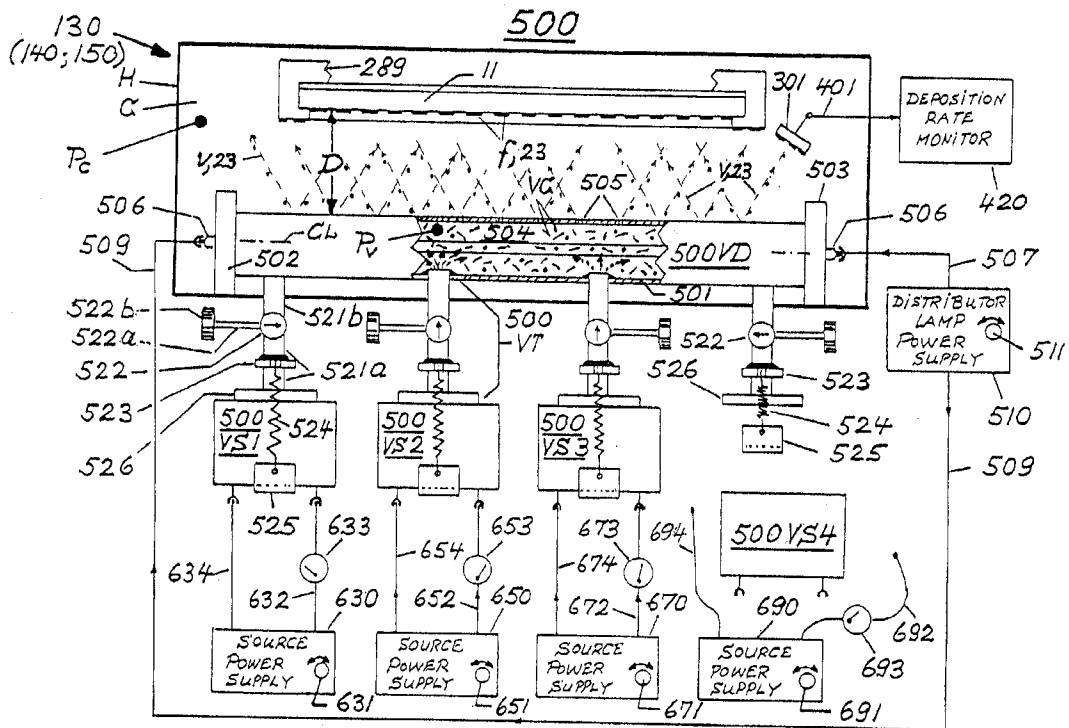 500
130
(140; 150)
H
C
Pc
289
11
301
401
DEPOSITION
RATE
MONITOR
420
v,23
D
f,23
v,23
VC
505
503
506
506
509
CL
Pv
504
500VD
507
502
501
522b
522a
522
523
526
521b
521a
500
VT
522
526
523
524
525
DISTRIBUTOR
LAMP
POWER
SUPPLY
511
510
509
500
VS1
524
500
VS2
500
VS3
525
500VS4
633
634
632
630
653
654
652
650
673
674
672
670
694
690
692
693
SOURCE
POWER
SUPPLY
SOURCE
POWER
SUPPLY
SOURCE
POWER
SUPPLY
SOURCE
POWER
SUPPLY
631
651
671
691